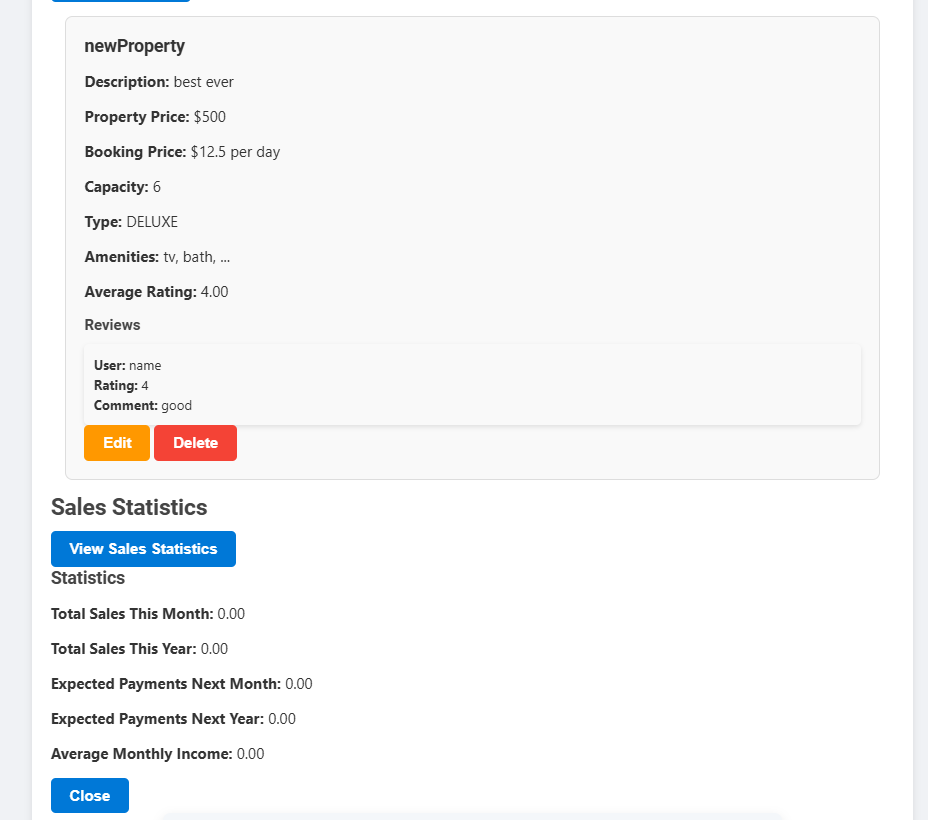 newProperty
Description: best ever
Property Price: $500
Booking Price: $12.5 per day
Capacity: 6
Type: DELUXE
Amenities: tv, bath, ...
Average Rating: 4.00
Reviews
User: name
Rating: 4
Comment: good
Edit Delete
Sales Statistics
View Sales Statistics
Statistics
Total Sales This Month: 0.00
Total Sales This Year: 0.00
Expected Payments Next Month: 0.00
Expected Payments Next Year: 0.00
Average Monthly Income: 0.00
Close